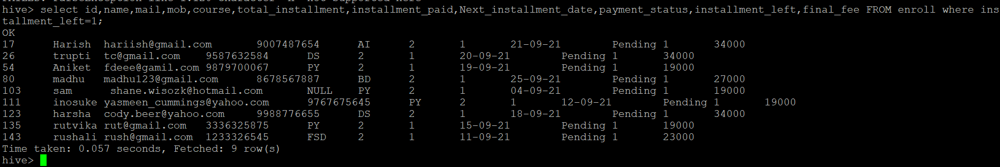 hive> select id,name,mail,mob,course,total_installment,installment_paid,Next_installment_date,payment_status,installment_left,final_fee FROM enroll where ins
tallment_left=1;
OK
17 Harish hariish@gmail.com 9007487654 AI 2 1 21-09-21 Pending 1 34000
26 trupti tc@gmail.com 9587632584 DS 2 1 20-09-21 Pending 1 34000
54 Aniket fdeee@gamil.com 9879700067 PY 2 1 19-09-21 Pending 1 19000
80 madhu madhu123@gmail.com 8678567887 BD 2 1 25-09-21 Pending 1 27000
103 sam shane.wisozk@hotmail.com NULL PY 2 1 04-09-21 Pending 1 19000
111 inosuke yasmeen_cummings@yahoo.com 9767675645 PY 2 1 12-09-21 Pending 1 19000
123 harsha cody.beer@yahoo.com 9988776655 DS 2 1 18-09-21 Pending 1 34000
135 rutvika rut@gmail.com 3336325875 PY 2 1 15-09-21 Pending 1 19000
143 rushali rush@gmail.com 1233326545 FSD 2 1 11-09-21 Pending 1 23000
Time taken: 0.057 seconds, Fetched: 9 row(s)
hive>